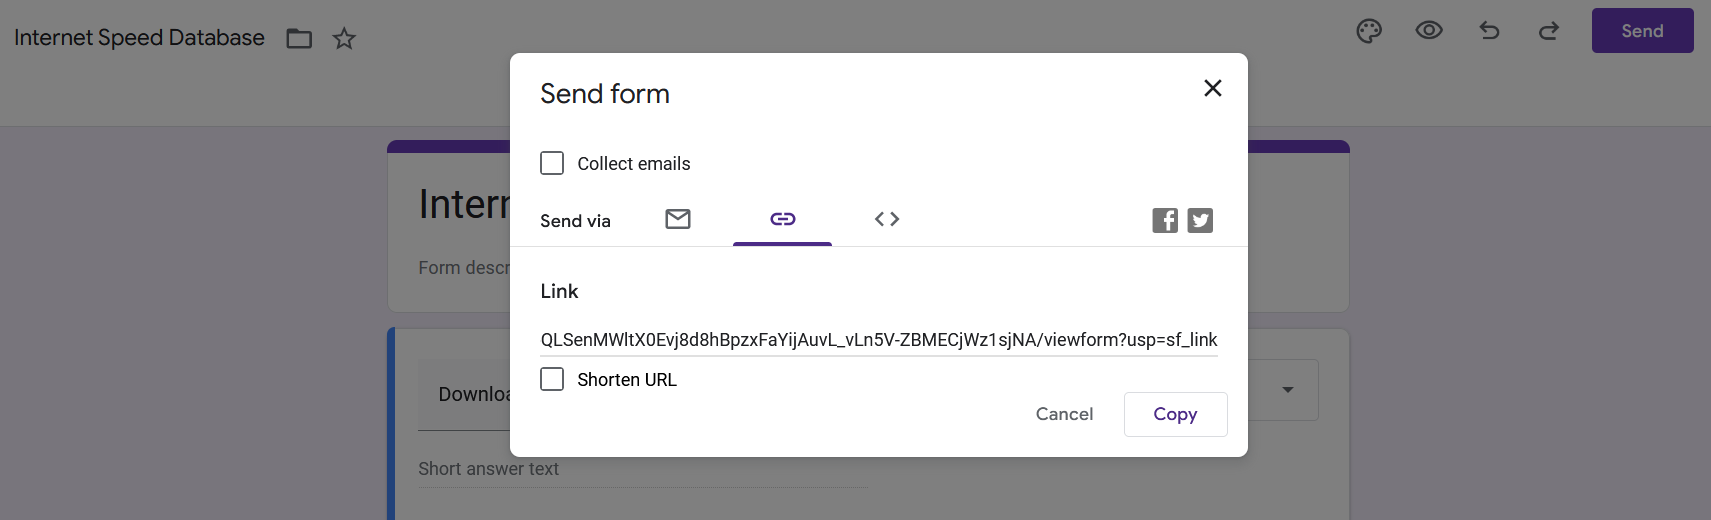 Internet Speed Database
Send
Send form
Collect emails
Send via
Link
QLSenMWltX0Evj8d8hBpzxFaYijAuvL_vLn5V-ZBMECjWz1sjNA/viewform?usp=sf_link
Shorten URL
Cancel
Copy
Intern
Form descr
Downloa
Short answer text